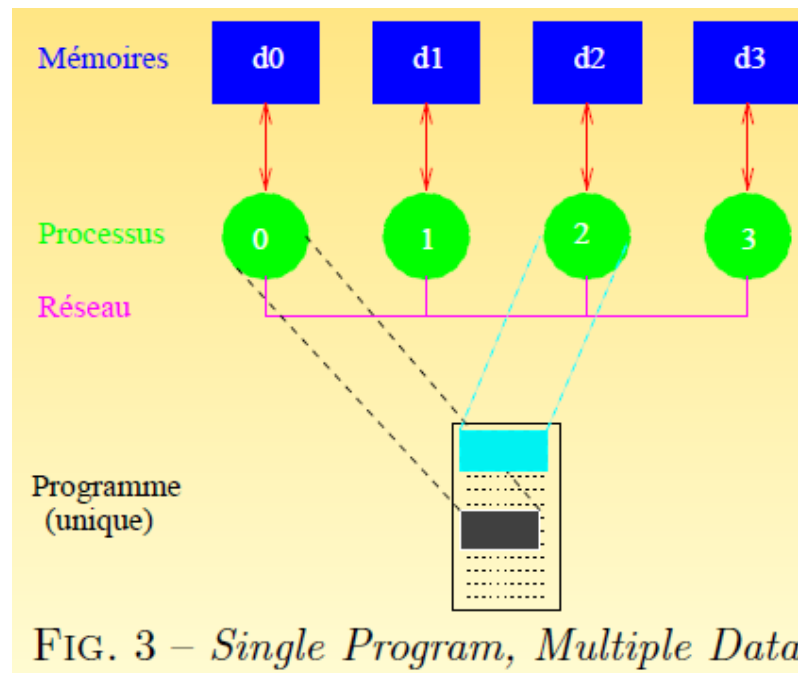 Mémoires d0 d1 d2 d3
Processus 0 1 2 3
Réseau
Programme
(unique)
FIG. 3 – Single Program, Multiple Data